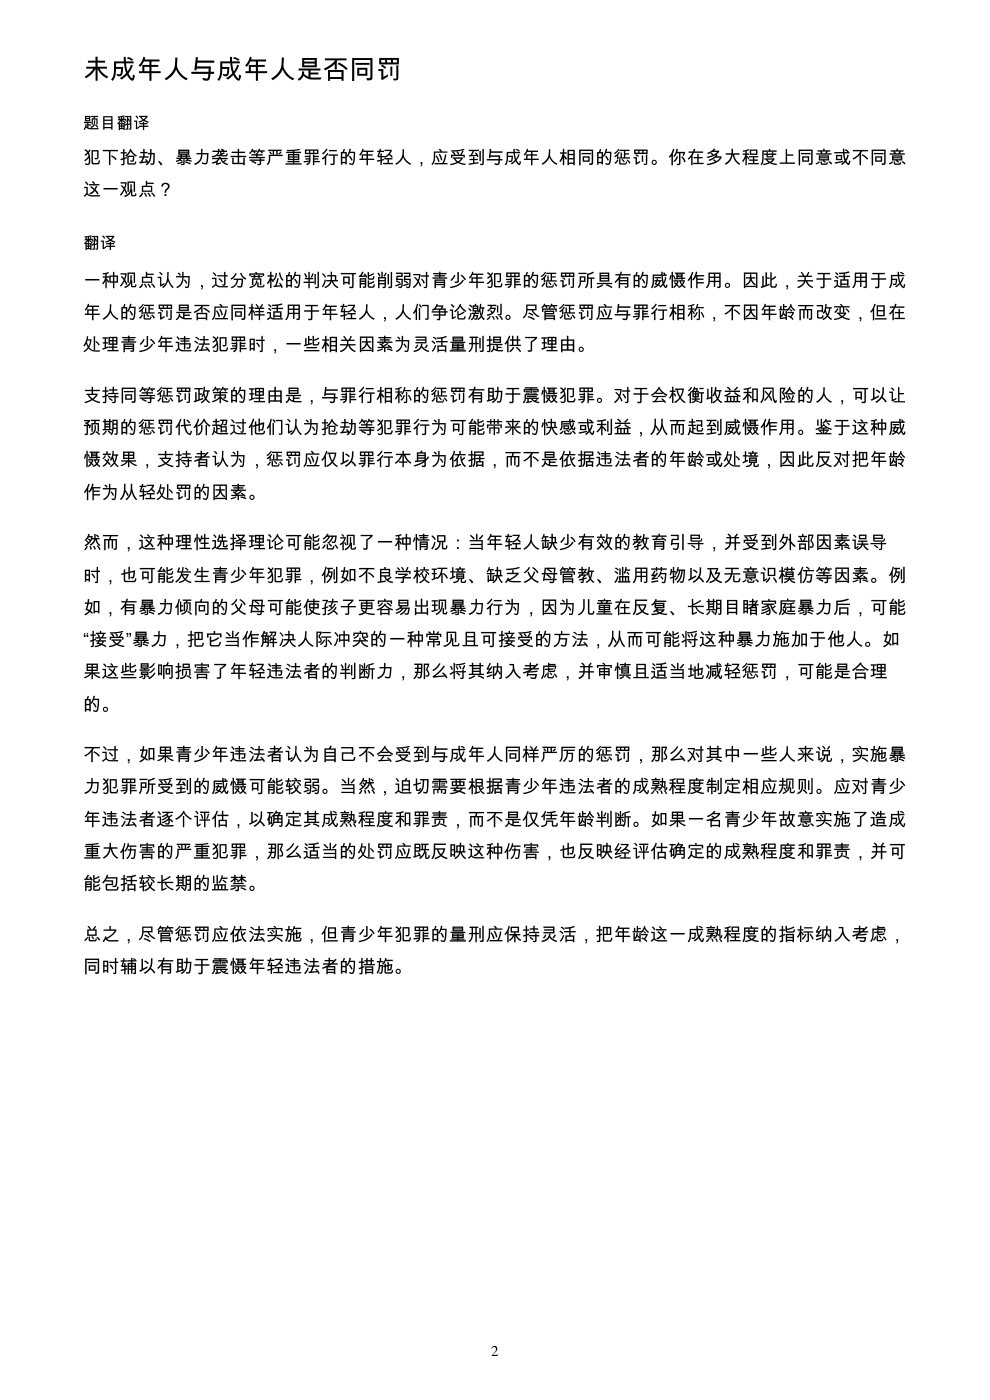 未成年人与成年人是否同罚
题目翻译
犯下抢劫、暴力袭击等严重罪行的年轻人，应受到与成年人相同的惩罚。你在多大程度上同意或不同意
这一观点？
翻译
一种观点认为，过分宽松的判决可能削弱对青少年犯罪的惩罚所具有的威慑作用。因此，关于适用于成
年人的惩罚是否应同样适用于年轻人，人们争论激烈。尽管惩罚应与罪行相称，不因年龄而改变，但在
处理青少年违法犯罪时，一些相关因素为灵活量刑提供了理由。
支持同等惩罚政策的理由是，与罪行相称的惩罚有助于震慑犯罪。对于会权衡收益和风险的人，可以让
预期的惩罚代价超过他们认为抢劫等犯罪行为可能带来的快感或利益，从而起到威慑作用。鉴于这种威
慑效果，支持者认为，惩罚应仅以罪行本身为依据，而不是依据违法者的年龄或处境，因此反对把年龄
作为从轻处罚的因素。
然而，这种理性选择理论可能忽视了一种情况：当年轻人缺少有效的教育引导，并受到外部因素误导
时，也可能发生青少年犯罪，例如不良学校环境、缺乏父母管教、滥用药物以及无意识模仿等因素。例
如，有暴力倾向的父母可能使孩子更容易出现暴力行为，因为儿童在反复、长期目睹家庭暴力后，可能
“接受”暴力，把它当作解决人际冲突的一种常见且可接受的方法，从而可能将这种暴力施加于他人。如
果这些影响损害了年轻违法者的判断力，那么将其纳入考虑，并审慎且适当地减轻惩罚，可能是合理
的。
不过，如果青少年违法者认为自己不会受到与成年人同样严厉的惩罚，那么对其中一些人来说，实施暴
力犯罪所受到的威慑可能较弱。当然，迫切需要根据青少年违法者的成熟程度制定相应规则。应对青少
年违法者逐个评估，以确定其成熟程度和罪责，而不是仅凭年龄判断。如果一名青少年故意实施了造成
重大伤害的严重犯罪，那么适当的处罚应既反映这种伤害，也反映经评估确定的成熟程度和罪责，并可
能包括较长期的监禁。
总之，尽管惩罚应依法实施，但青少年犯罪的量刑应保持灵活，把年龄这一成熟程度的指标纳入考虑，
同时辅以有助于震慑年轻违法者的措施。
2